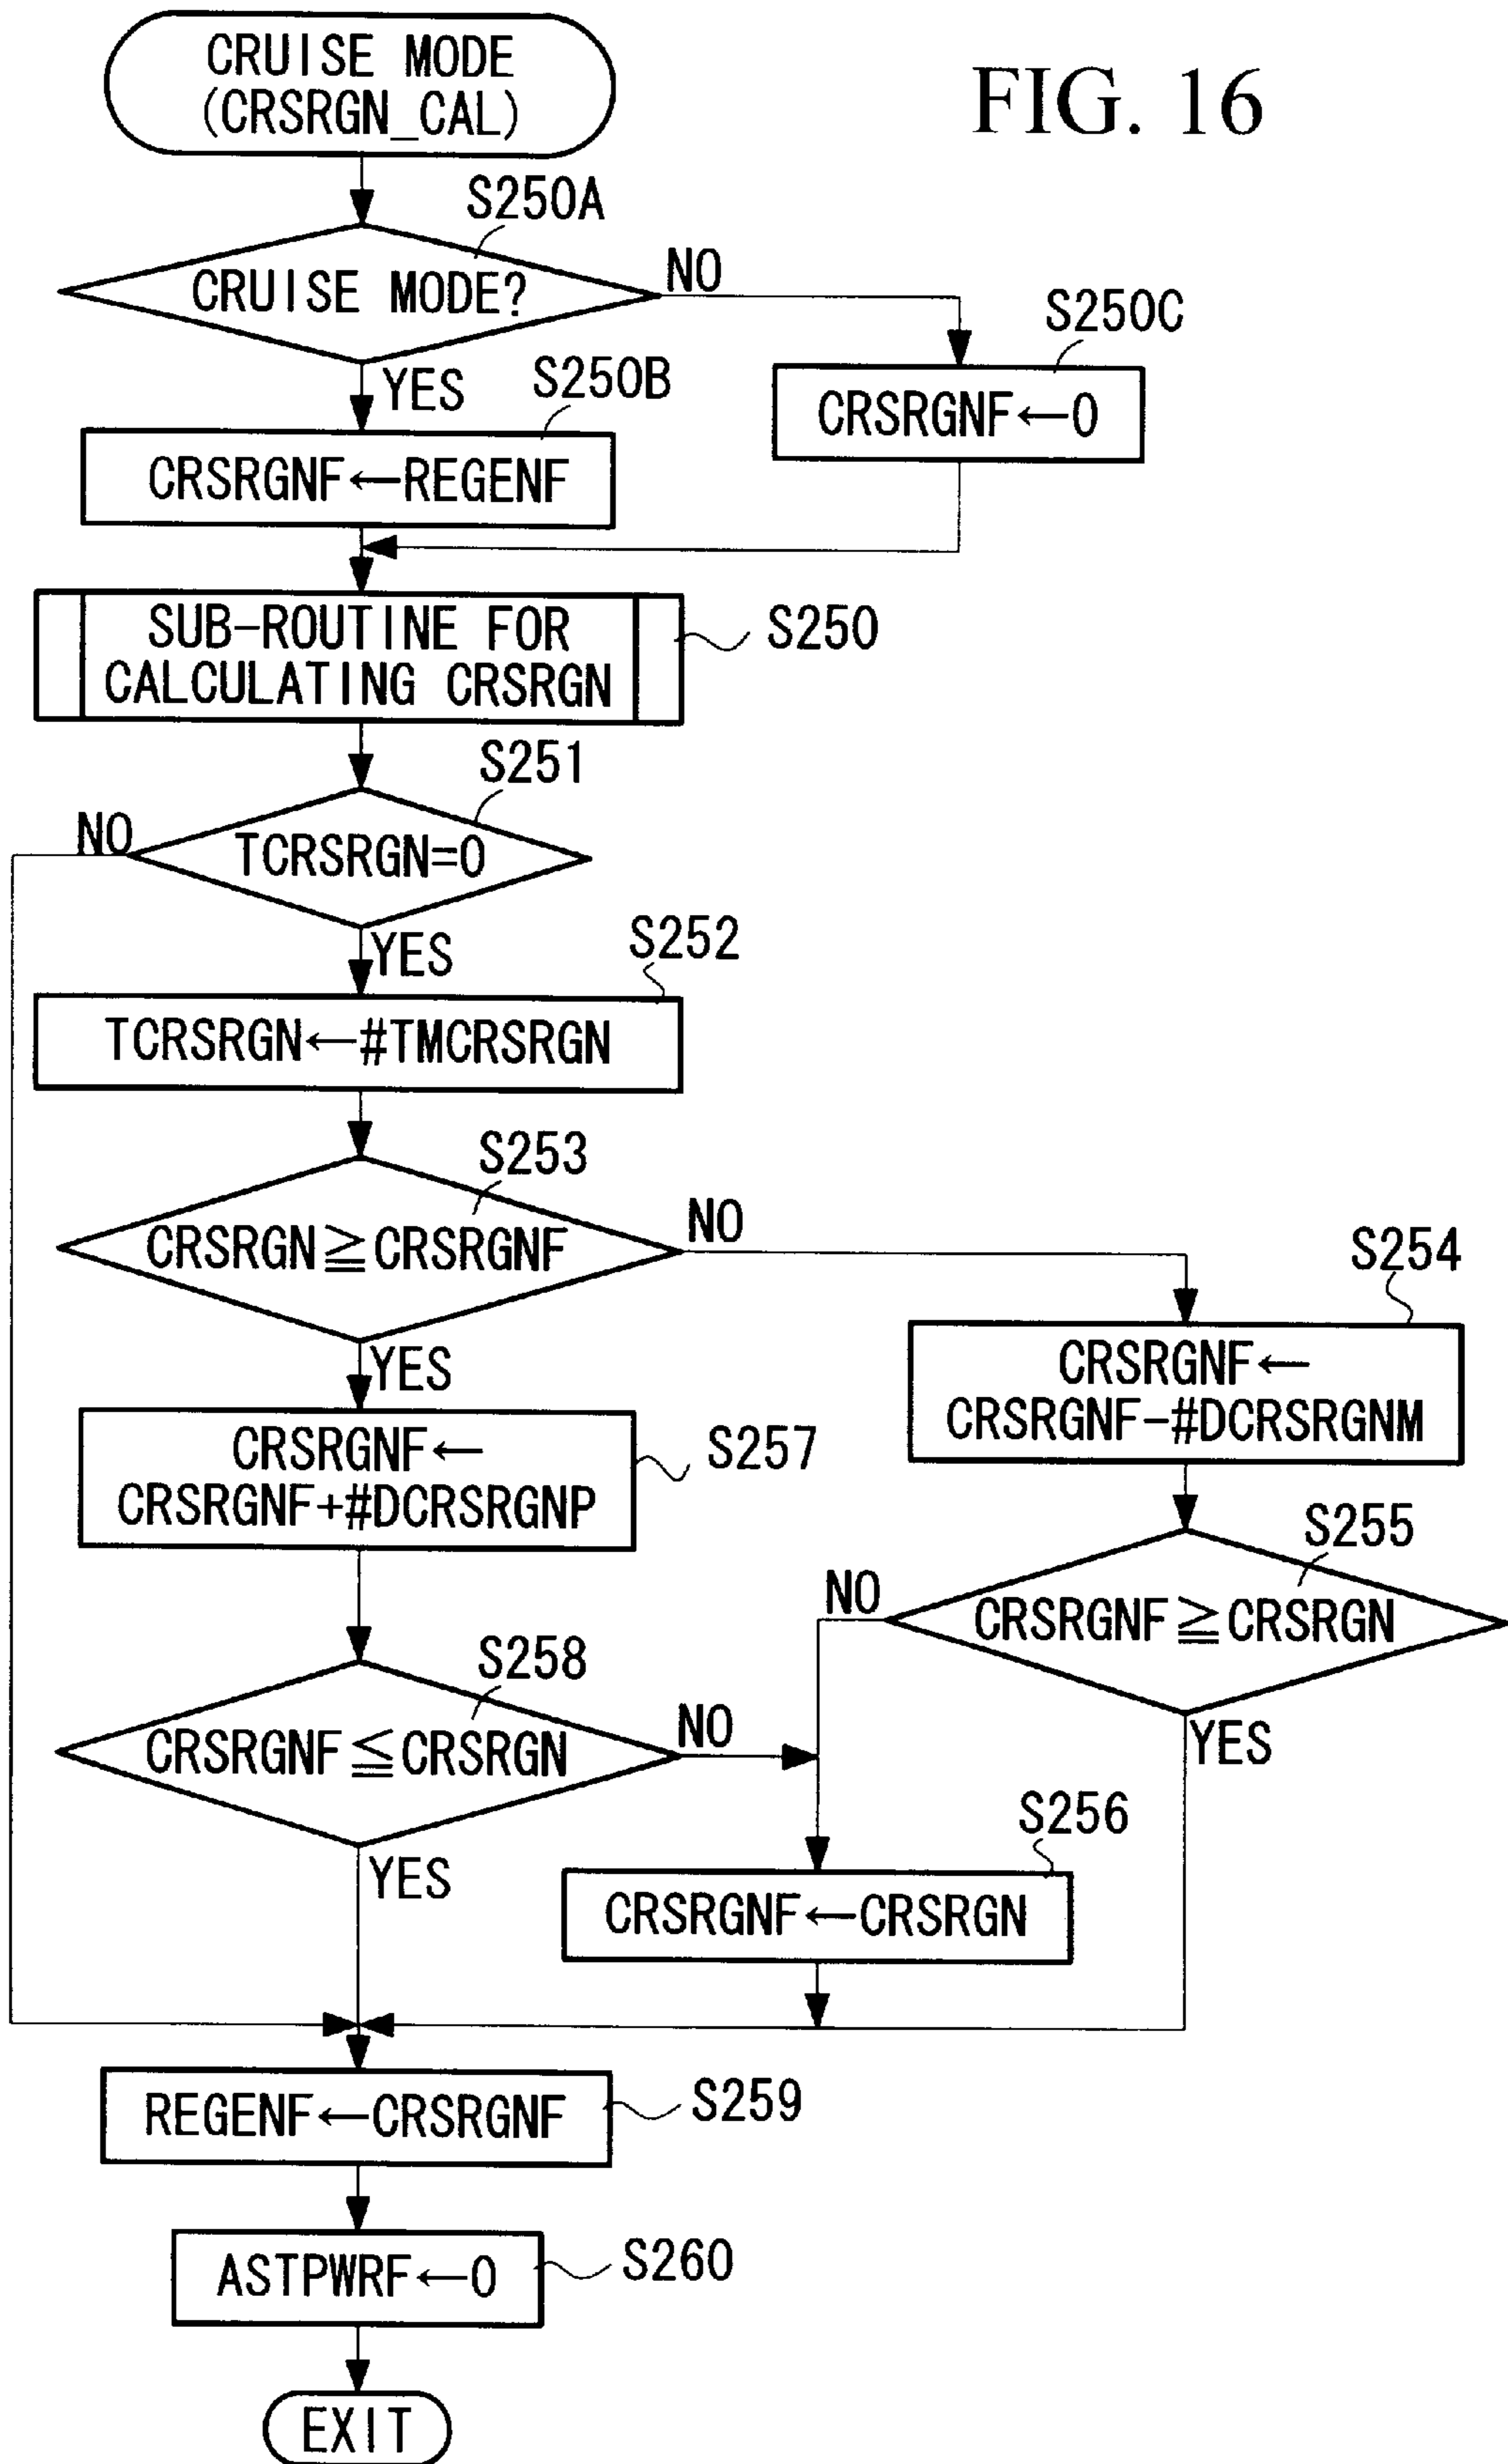 CRUISE MODE
(CRSRGN_CAL)
FIG. 16
S250A
CRUISE MODE?
NO
S250C
YES
S250B
CRSRGNF←0
CRSRGNF←REGENF
SUB-ROUTINE FOR
CALCULATING CRSRGN
S250
S251
NO
TCRSRGN=0
YES
S252
TCRSRGN←#TMCRSRGN
S253
CRSRGN≧CRSRGNF
NO
S254
YES
CRSRGNF←
CRSRGNF-#DCRSRGNM
CRSRGNF←
CRSRGNF+#DCRSRGNP
S257
S255
NO
CRSRGNF≧CRSRGN
YES
S258
CRSRGNF≦CRSRGN
NO
YES
S256
CRSRGNF←CRSRGN
REGENF←CRSRGNF
S259
ASTPWRF←0
S260
EXIT